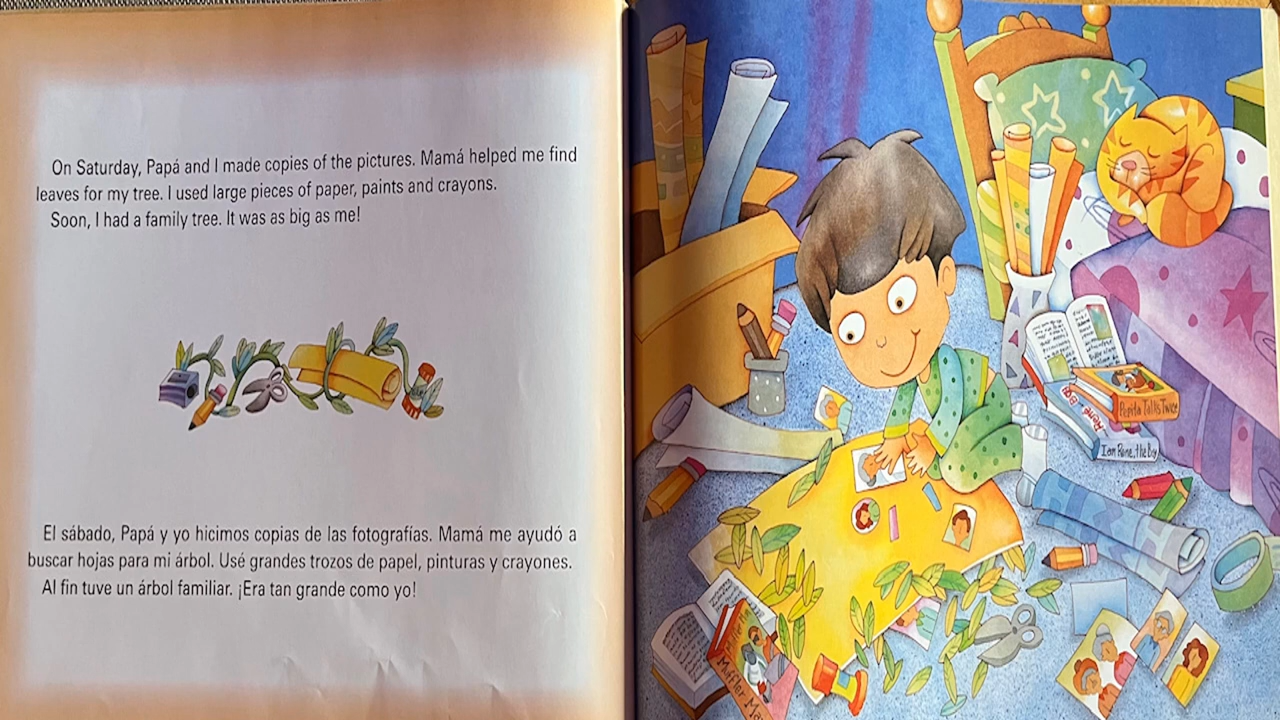 On Saturday, Papá and I made copies of the pictures. Mamá helped me find
leaves for my tree. I used large pieces of paper, paints and crayons.
Soon, I had a family tree. It was as big as me!
El sábado, Papá y yo hicimos copias de las fotografías. Mamá me ayudó a
buscar hojas para mi árbol. Usé grandes trozos de papel, pinturas y crayones.
Al fin tuve un árbol familiar. ¡Era tan grande como yo!
Pepita Talks Twice
I am René, the Boy